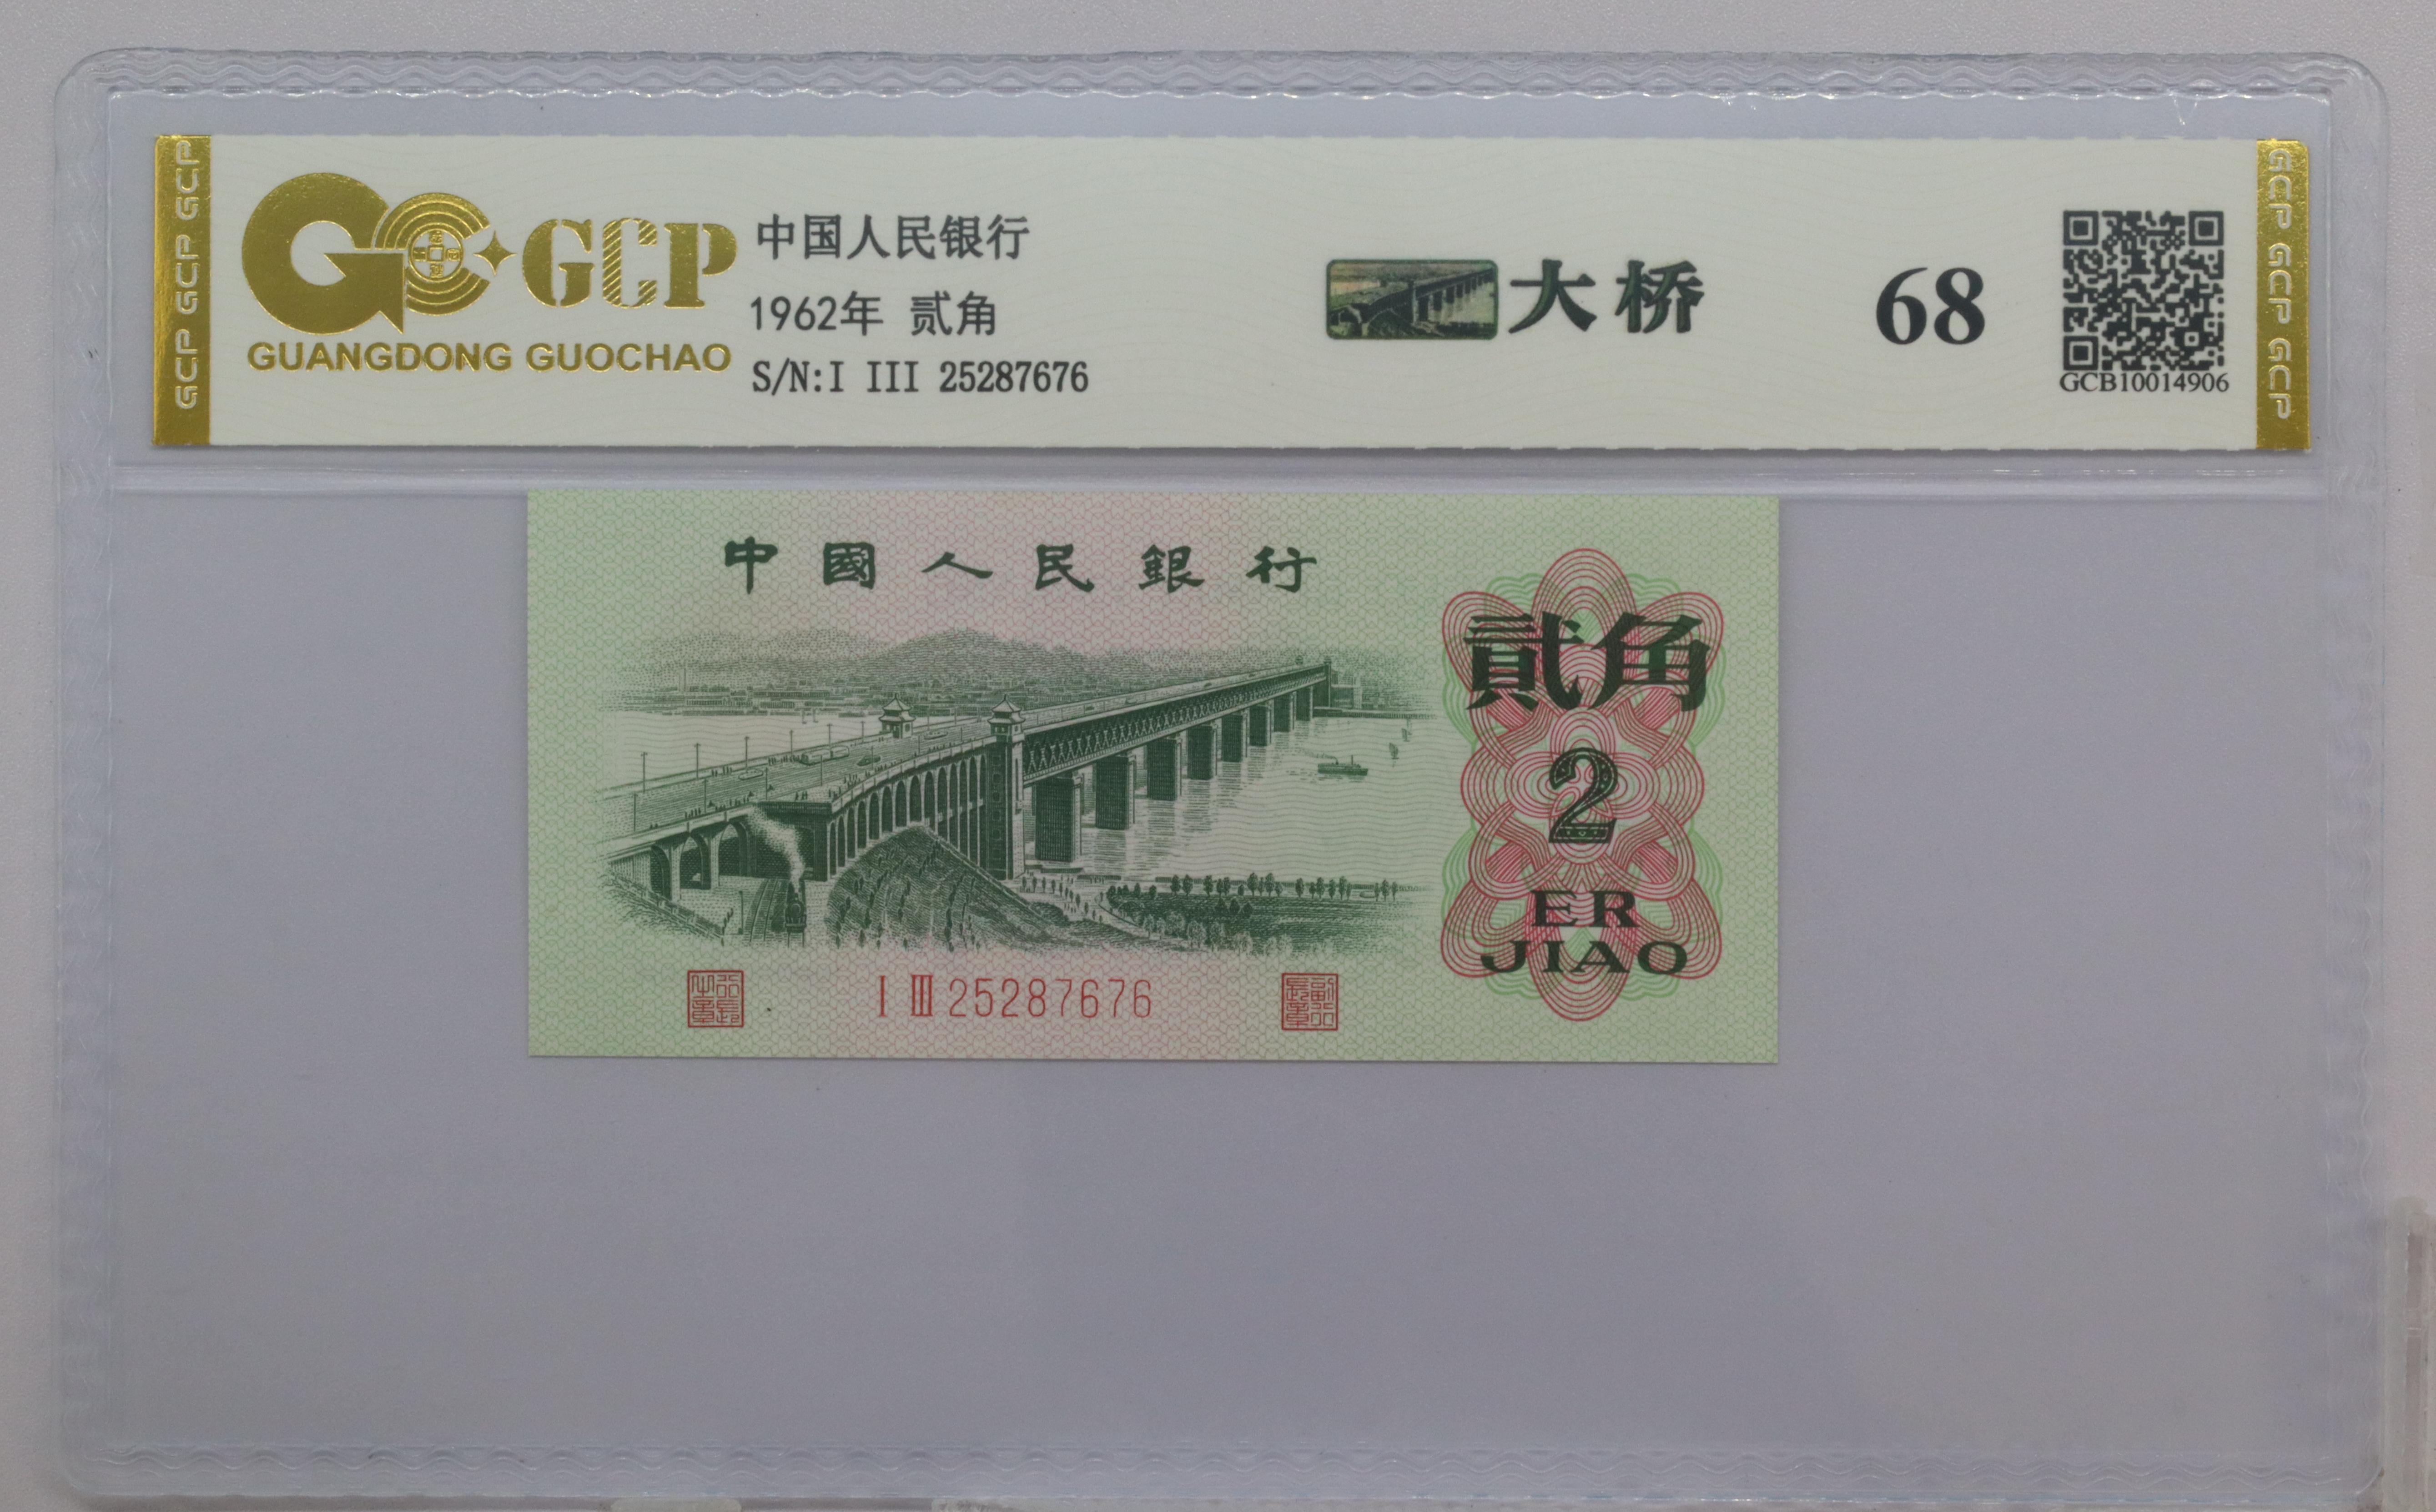 GCP GCP GCP
GCP
GUANGDONG GUOCHAO
中国人民银行
1962年 贰角
S/N:I III 25287676
大桥
68
GCB10014906
GCP GCP GCP
中國人民銀行
貳角
2
ER
JIAO
I III 25287676